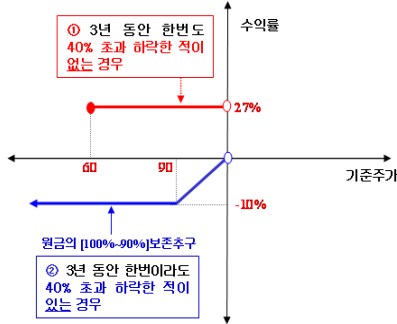 ① 3년 동안 한번도
40% 초과 하락한 적이
없는 경우
수익률
27%
60
90
기준주가
-10%
원금의 [100%~90%]보존추구
② 3년 동안 한번이라도
40% 초과 하락한 적이
있는 경우